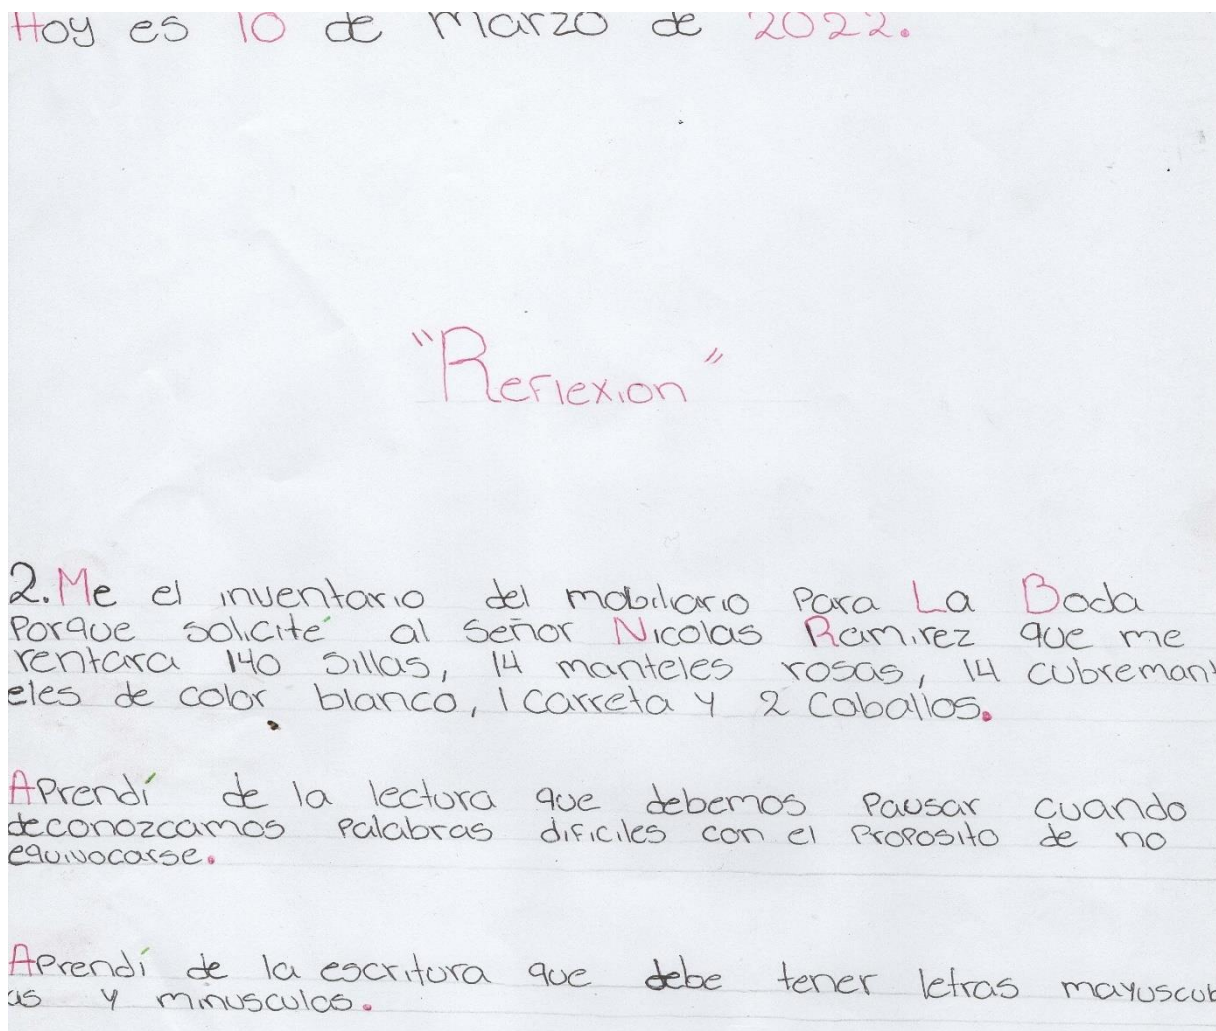 Hoy es 10 de Marzo de 2022.
"Reflexion"
2. Me el inventario del mobilario Para La Boda
Porque solicité al señor Nicolas Ramirez que me
rentara 140 sillas, 14 manteles rosas, 14 cubremant
eles de color blanco, 1 carreta y 2 caballos.
APrendí de la lectura que debemos Pausar cuando
deconozcamos Palabras dificiles con el ProPosito de no
equivocarse.
APrendí de la escritura que debe tener letras mayuscul
as y minusculas.